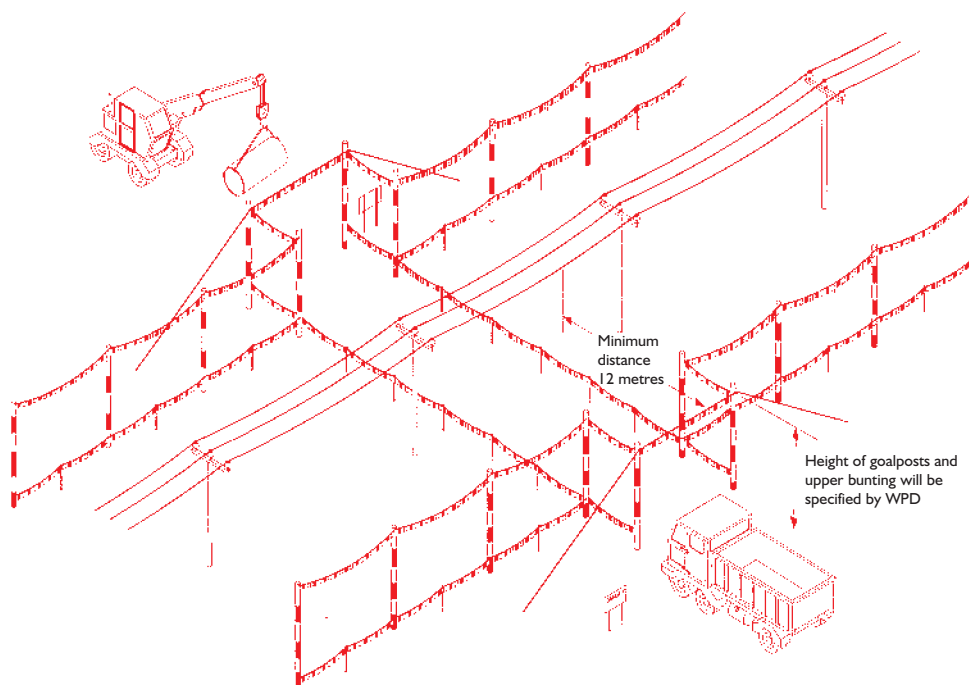 Minimum
distance
12 metres
Height of goalposts and
upper bunting will be
specified by WPD